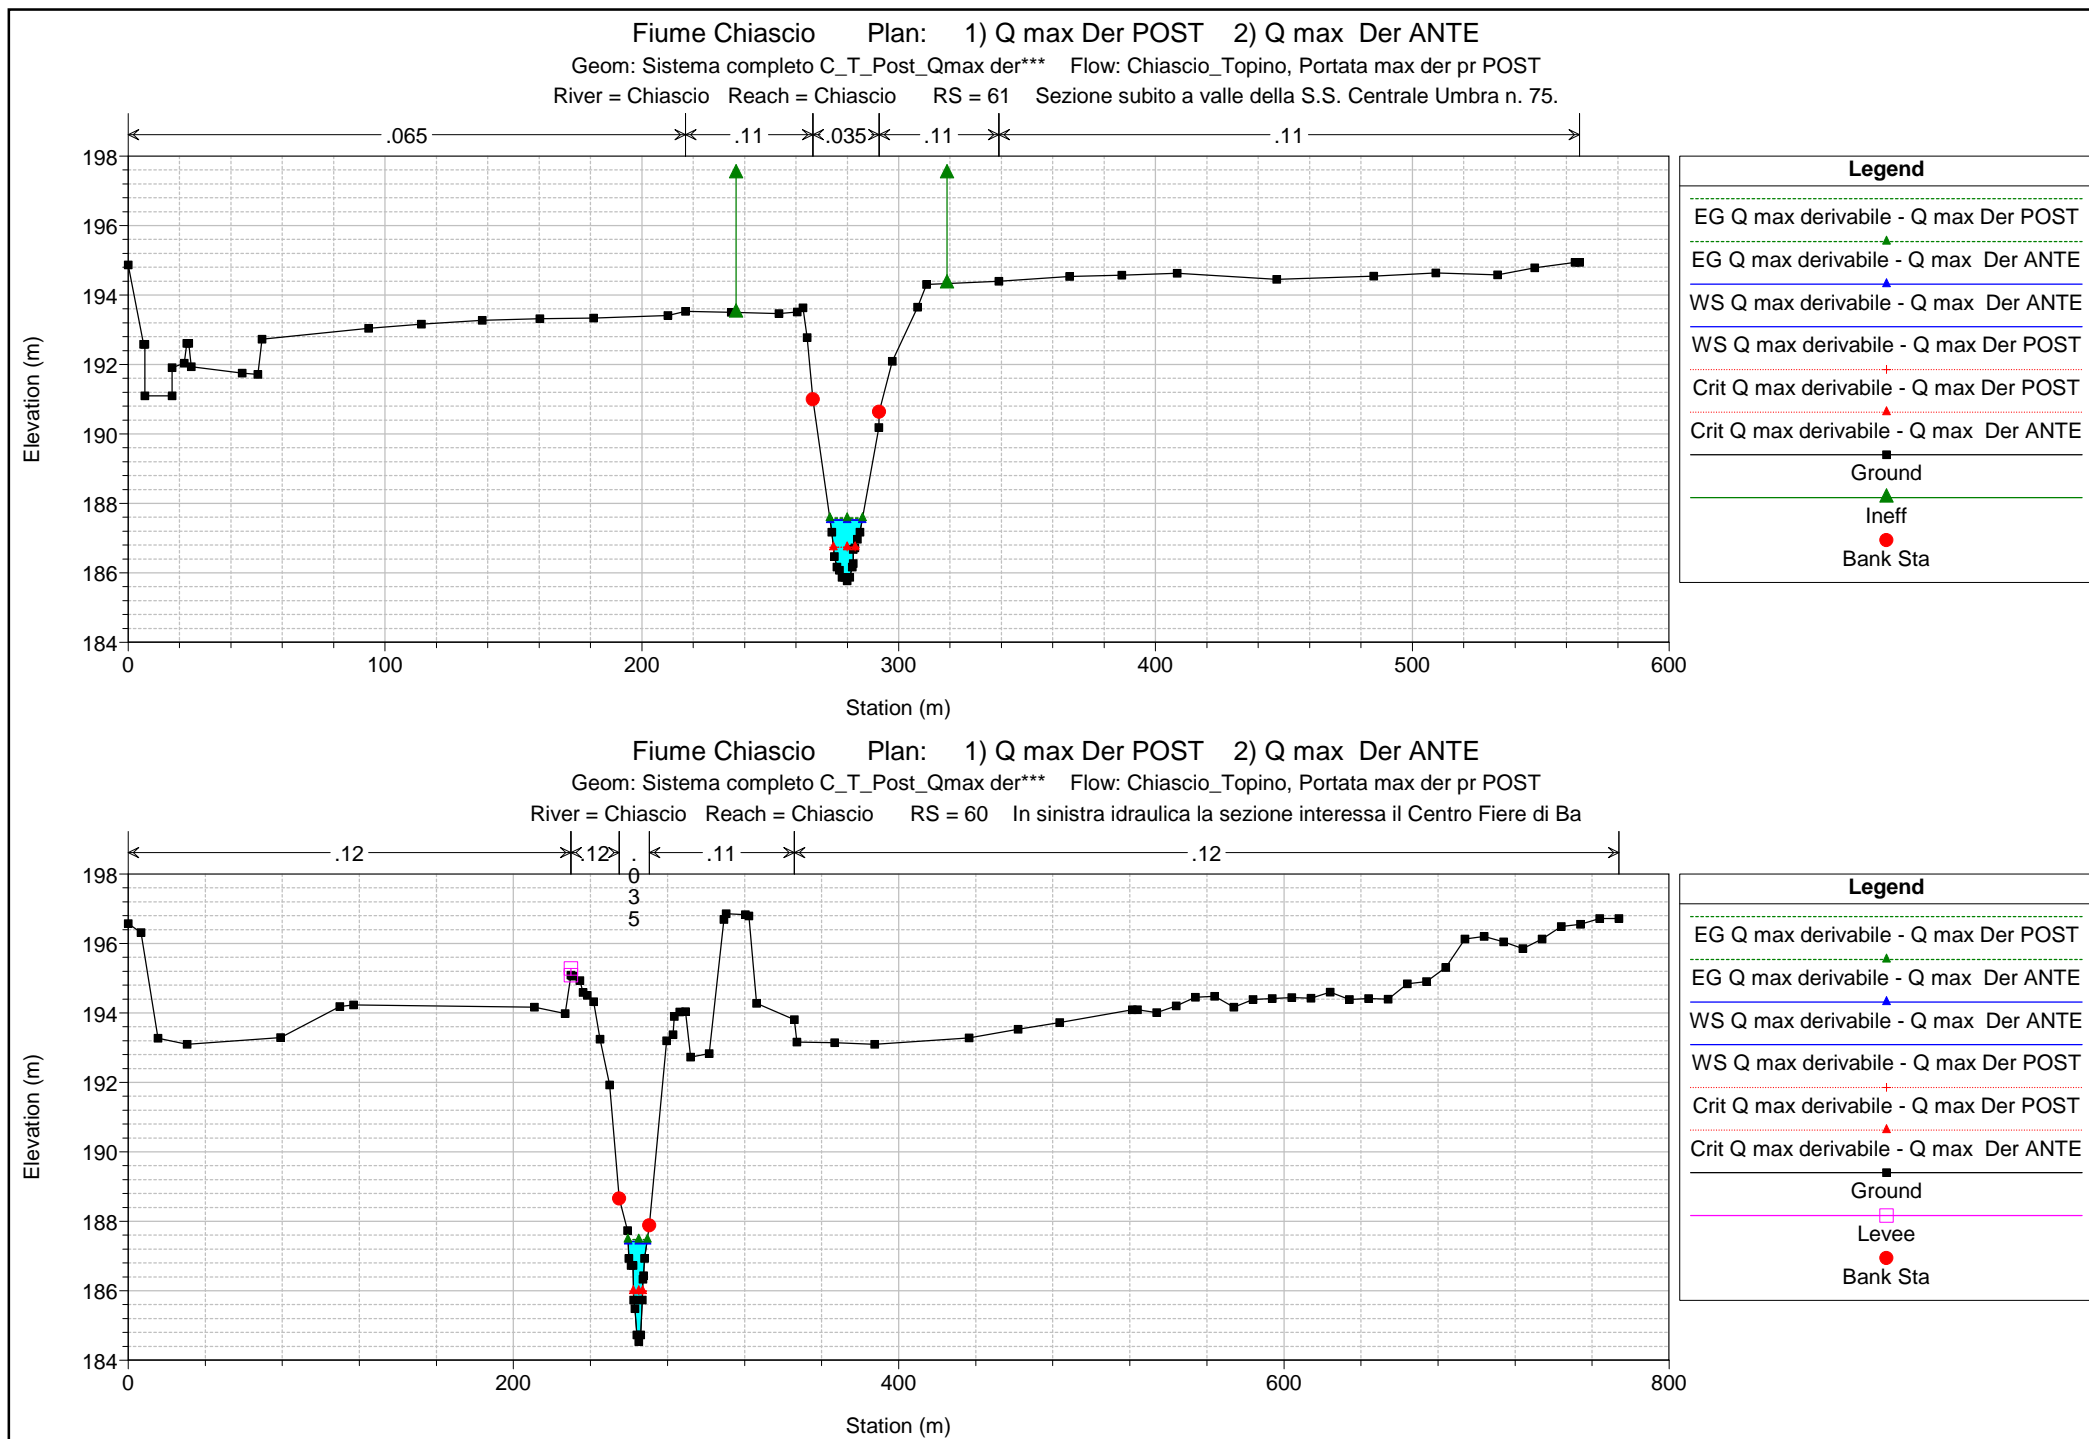 Fiume Chiascio Plan: 1) Q max Der POST 2) Q max Der ANTE
Geom: Sistema completo C_T_Post_Qmax der*** Flow: Chiascio_Topino, Portata max der pr POST
River = Chiascio Reach = Chiascio RS = 61 Sezione subito a valle della S.S. Centrale Umbra n. 75.
.065 .11 .035 .11 .11
198
196
194
192
190
188
186
184
Elevation (m)
0 100 200 300 400 500 600
Station (m)
Legend
EG Q max derivabile - Q max Der POST
EG Q max derivabile - Q max Der ANTE
WS Q max derivabile - Q max Der ANTE
WS Q max derivabile - Q max Der POST
Crit Q max derivabile - Q max Der POST
Crit Q max derivabile - Q max Der ANTE
Ground
Ineff
Bank Sta
Fiume Chiascio Plan: 1) Q max Der POST 2) Q max Der ANTE
Geom: Sistema completo C_T_Post_Qmax der*** Flow: Chiascio_Topino, Portata max der pr POST
River = Chiascio Reach = Chiascio RS = 60 In sinistra idraulica la sezione interessa il Centro Fiere di Ba
.12 .12 . .11 .12
0
3
5
198
196
194
192
190
188
186
184
Elevation (m)
0 200 400 600 800
Station (m)
Legend
EG Q max derivabile - Q max Der POST
EG Q max derivabile - Q max Der ANTE
WS Q max derivabile - Q max Der ANTE
WS Q max derivabile - Q max Der POST
Crit Q max derivabile - Q max Der POST
Crit Q max derivabile - Q max Der ANTE
Ground
Levee
Bank Sta